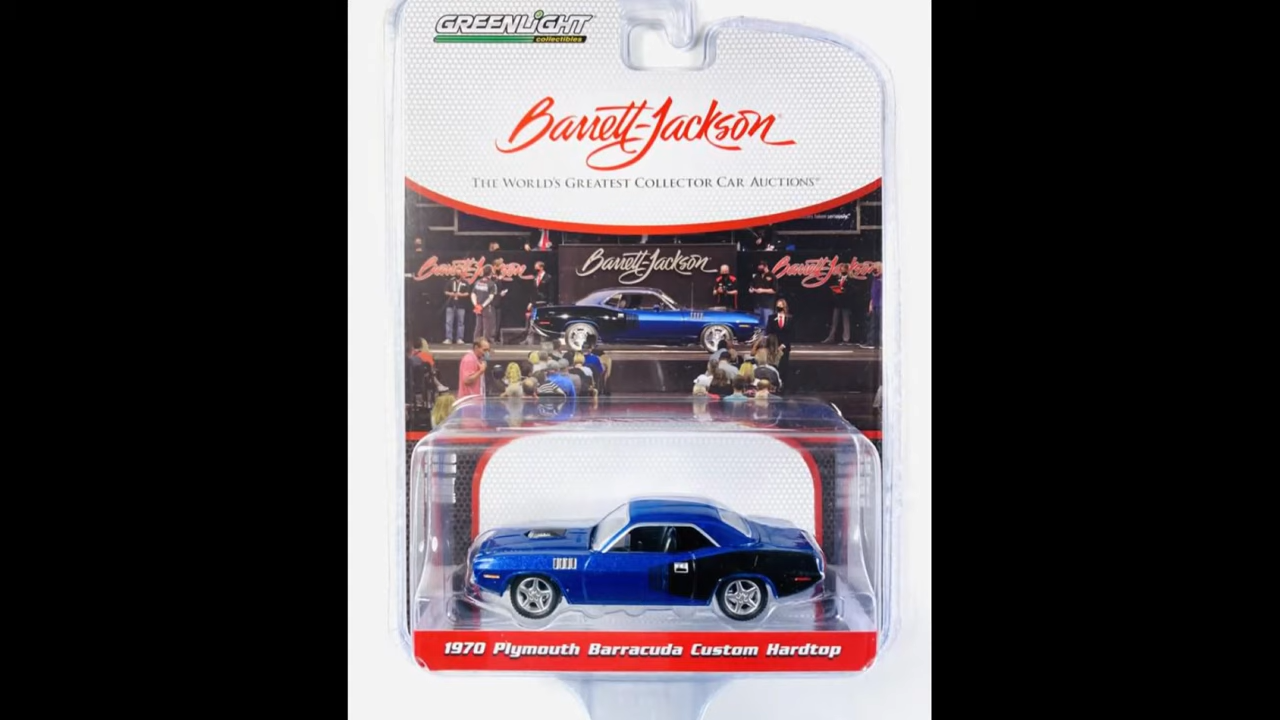 GREENLiGHT
collectibles
Barrett-Jackson
THE WORLD'S GREATEST COLLECTOR CAR AUCTIONS™
Barrett-Jackson
Barrett-Jackson
Barrett-Jackson
1970 Plymouth Barracuda Custom Hardtop